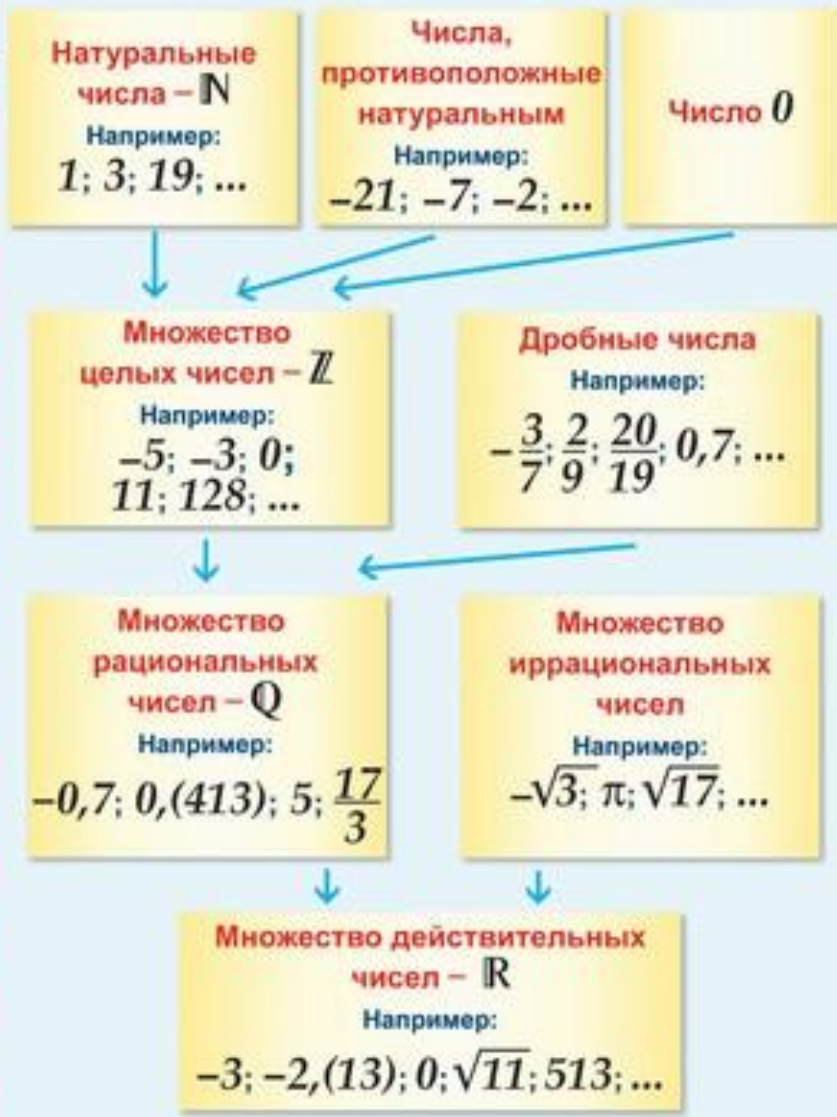 Натуральные
числа – ℕ
Например:
1; 3; 19; ...
Числа,
противоположные
натуральным
Например:
–21; –7; –2; ...
Число 0
Множество
целых чисел – ℤ
Например:
–5; –3; 0;
11; 128; ...
Дробные числа
Например:
–3/7; 2/9; 20/19; 0,7; ...
Множество
рациональных
чисел – ℚ
Например:
–0,7; 0,(413); 5; 17/3
Множество
иррациональных
чисел
Например:
–√3; π; √17; ...
Множество действительных
чисел – ℝ
Например:
–3; –2,(13); 0; √11; 513; ...